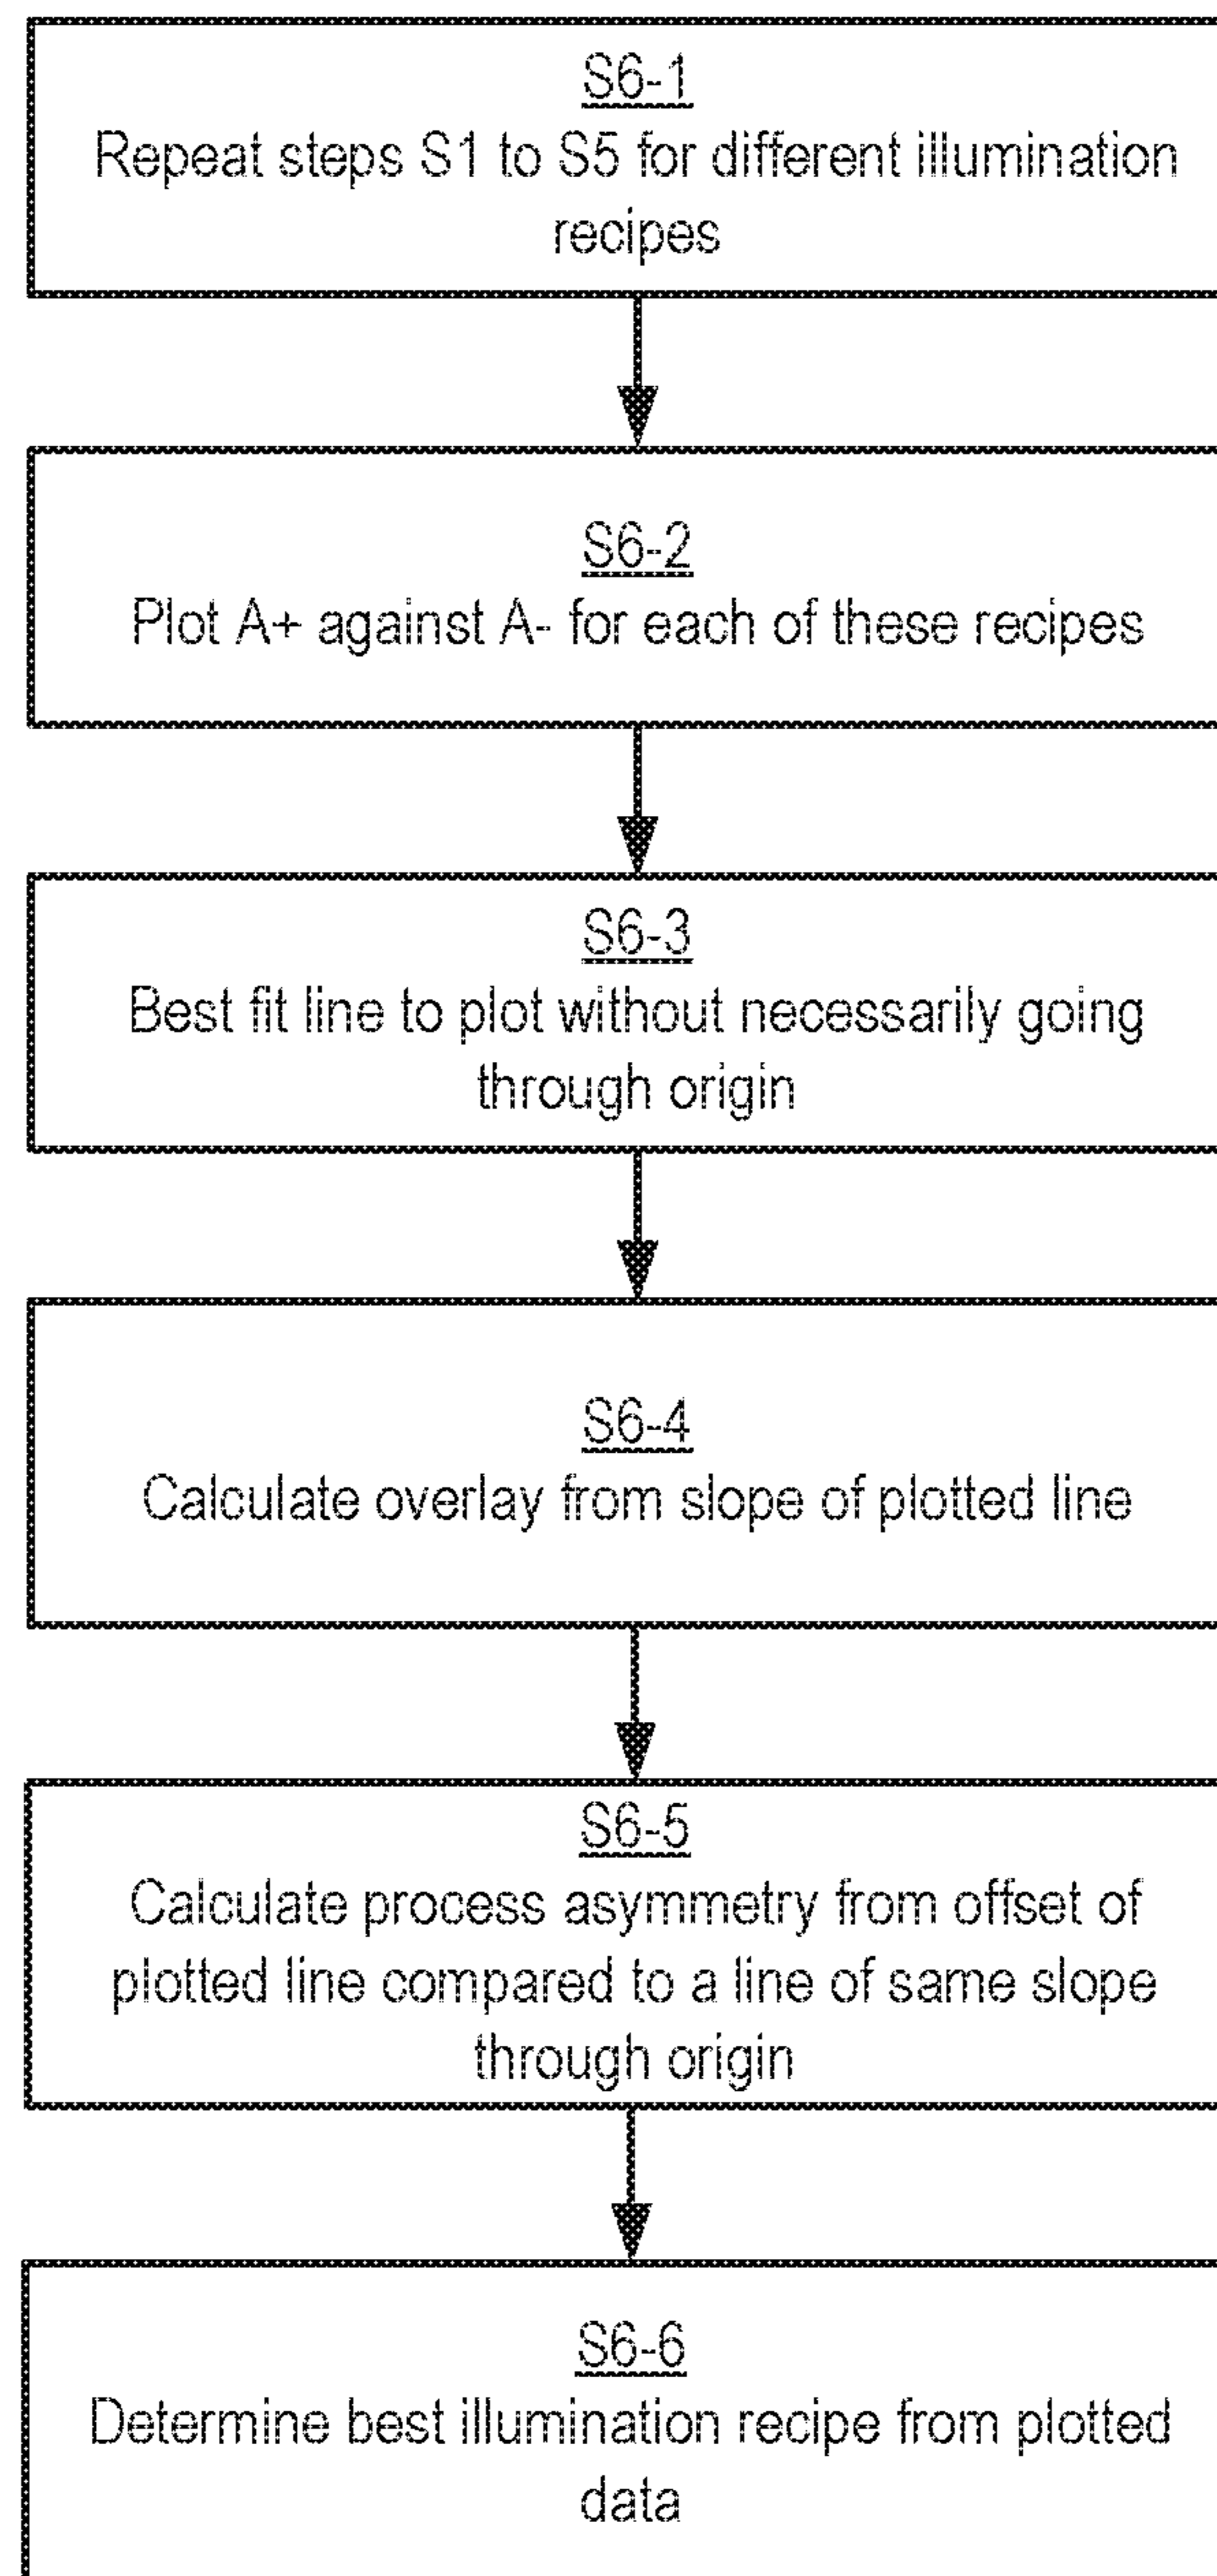 S6-1
Repeat steps S1 to S5 for different illumination
recipes
S6-2
Plot A+ against A- for each of these recipes
S6-3
Best fit line to plot without necessarily going
through origin
S6-4
Calculate overlay from slope of plotted line
S6-5
Calculate process asymmetry from offset of
plotted line compared to a line of same slope
through origin
S6-6
Determine best illumination recipe from plotted
data